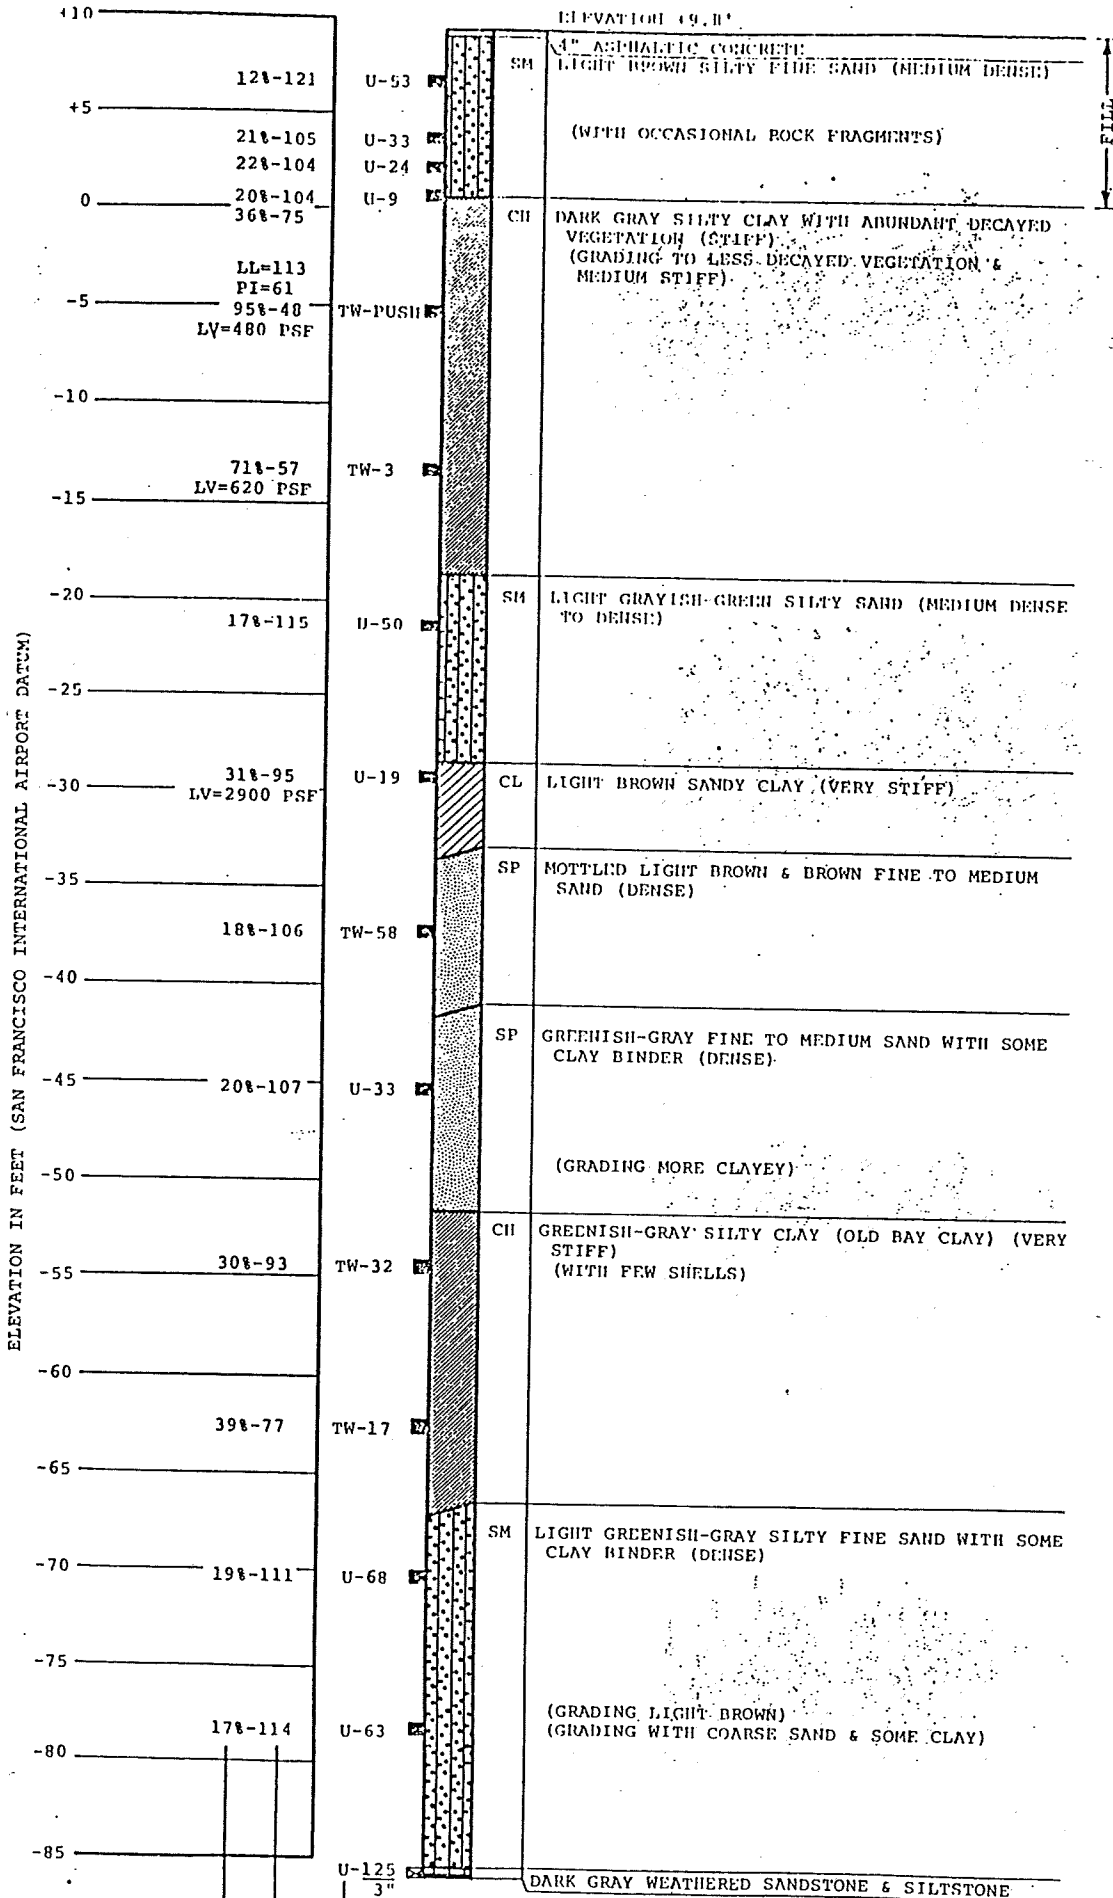 ELEVATION +9.8'
+10
4" ASPHALTIC CONCRETE
SM LIGHT BROWN SILTY FINE SAND (MEDIUM DENSE)
12%-121 U-53
+5
(WITH OCCASIONAL ROCK FRAGMENTS)
FILL
21%-105 U-33
22%-104 U-24
20%-104 U-9
0
36%-75
CH DARK GRAY SILTY CLAY WITH ABUNDANT DECAYED
VEGETATION (STIFF)
(GRADING TO LESS DECAYED VEGETATION &
MEDIUM STIFF)
LL=113
PI=61
-5
95%-48 TW-PUSH
LV=480 PSF
-10
71%-57 TW-3
LV=620 PSF
-15
-20
SM LIGHT GRAYISH-GREEN SILTY SAND (MEDIUM DENSE
TO DENSE)
17%-115 U-50
-25
31%-95 U-19
CL LIGHT BROWN SANDY CLAY (VERY STIFF)
-30
LV=2900 PSF
SP MOTTLED LIGHT BROWN & BROWN FINE TO MEDIUM
SAND (DENSE)
-35
18%-106 TW-58
-40
SP GREENISH-GRAY FINE TO MEDIUM SAND WITH SOME
CLAY BINDER (DENSE)
-45
20%-107 U-33
(GRADING MORE CLAYEY)
-50
CH GREENISH-GRAY SILTY CLAY (OLD BAY CLAY) (VERY
STIFF)
(WITH FEW SHELLS)
30%-93 TW-32
-55
-60
39%-77 TW-17
-65
SM LIGHT GREENISH-GRAY SILTY FINE SAND WITH SOME
CLAY BINDER (DENSE)
-70
19%-111 U-68
-75
(GRADING LIGHT BROWN)
(GRADING WITH COARSE SAND & SOME CLAY)
17%-114 U-63
-80
-85
U-125
3"
DARK GRAY WEATHERED SANDSTONE & SILTSTONE
ELEVATION IN FEET (SAN FRANCISCO INTERNATIONAL AIRPORT DATUM)